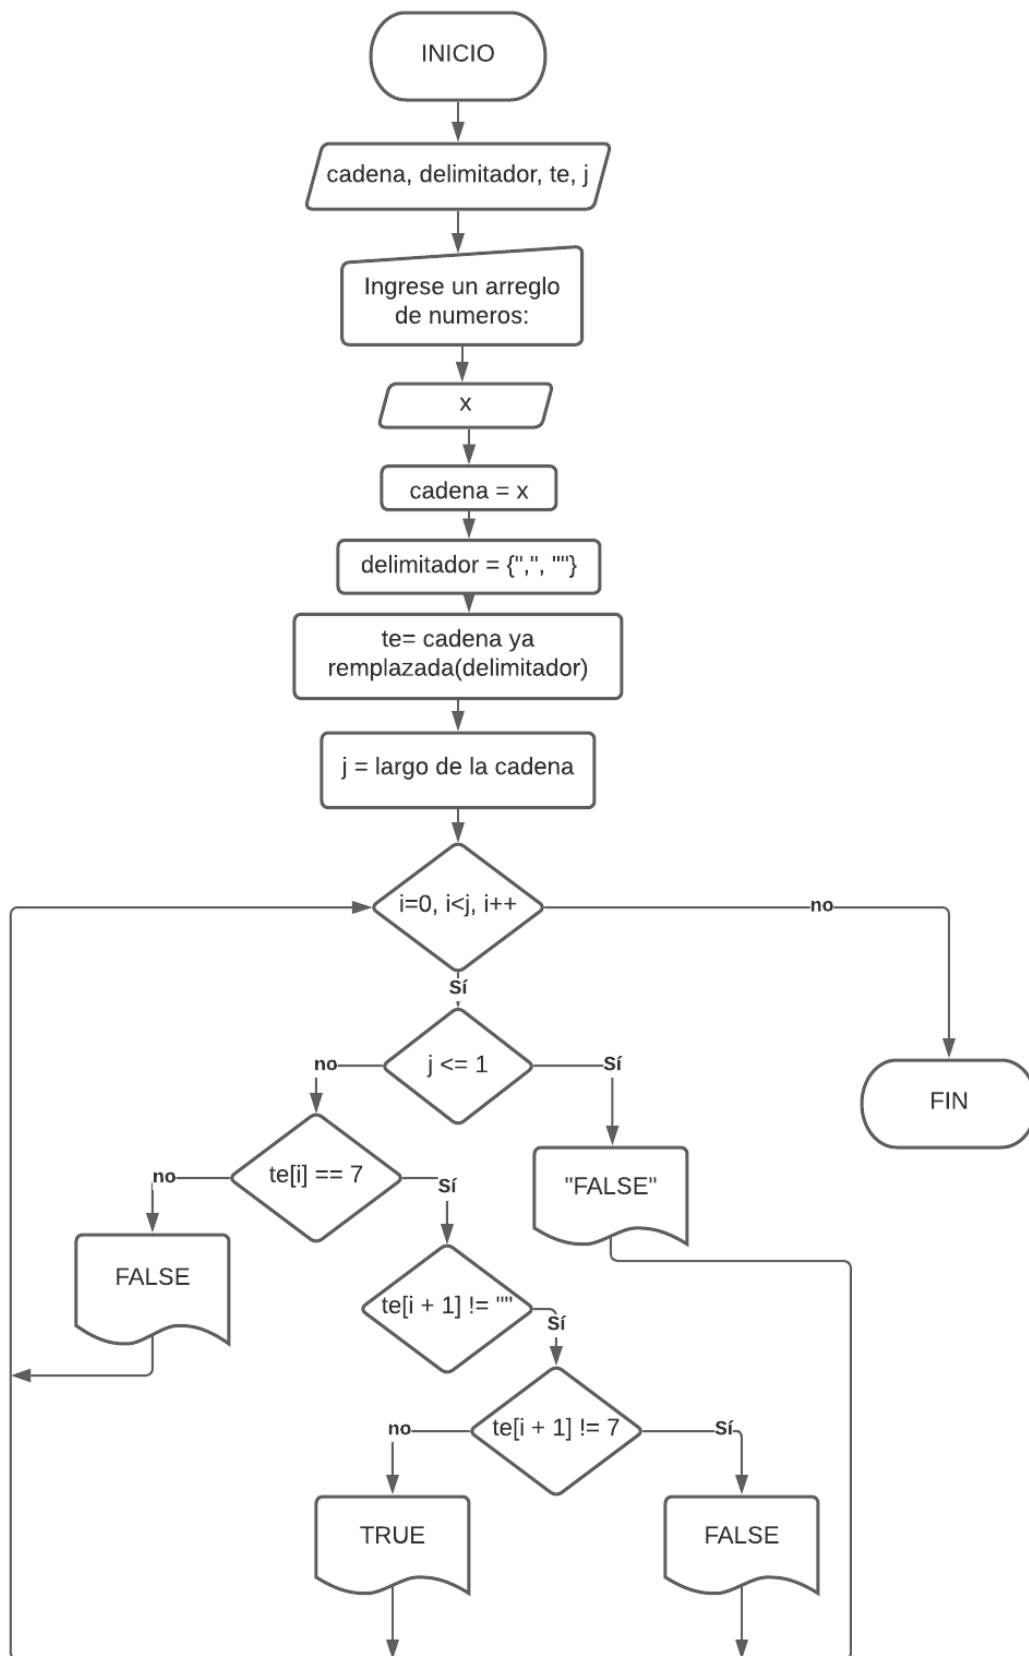 INICIO
cadena, delimitador, te, j
Ingrese un arreglo
de numeros:
x
cadena = x
delimitador = {",", ""}
te= cadena ya
remplazada(delimitador)
j = largo de la cadena
i=0, i<j, i++
no
Sí
j <= 1
no
Sí
FIN
te[i] == 7
no
Sí
"FALSE"
FALSE
te[i + 1] != ""
Sí
te[i + 1] != 7
no
Sí
TRUE
FALSE